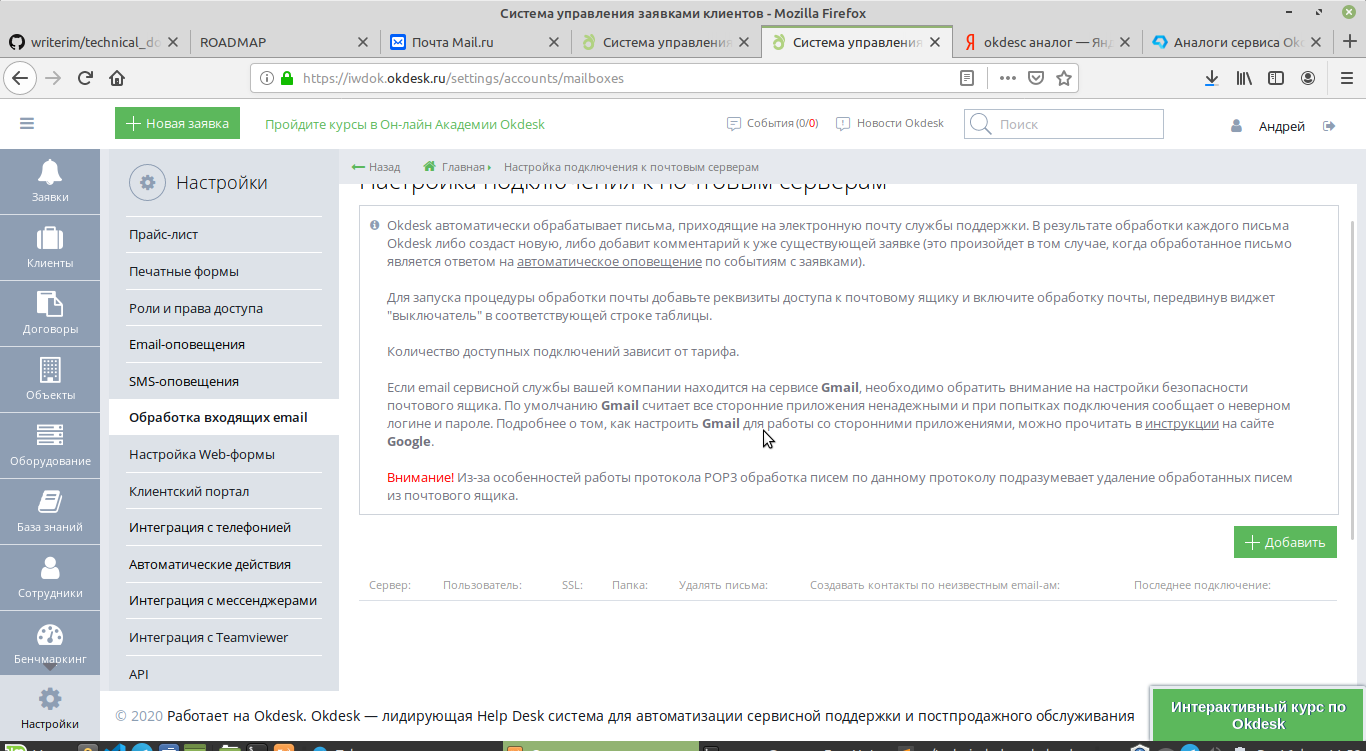 Система управления заявками клиентов - Mozilla Firefox
writerim/technical_do
ROADMAP
Почта Mail.ru
Система управления
Система управления
okdesc аналог — Янд
Аналоги сервиса Okd
https://iwdok.okdesk.ru/settings/accounts/mailboxes
Новая заявка
Пройдите курсы в Он-лайн Академии Okdesk
События (0/0)
Новости Okdesk
Поиск
Андрей
Заявки
Клиенты
Договоры
Объекты
Оборудование
База знаний
Сотрудники
Бенчмаркинг
Настройки
Настройки
Прайс-лист
Печатные формы
Роли и права доступа
Email-оповещения
SMS-оповещения
Обработка входящих email
Настройка Web-формы
Клиентский портал
Интеграция с телефонией
Автоматические действия
Интеграция с мессенджерами
Интеграция с Teamviewer
API
Назад
Главная
Настройка подключения к почтовым серверам
Настройка подключения к почтовым серверам
Okdesk автоматически обрабатывает письма, приходящие на электронную почту службы поддержки. В результате обработки каждого письма
Okdesk либо создаст новую, либо добавит комментарий к уже существующей заявке (это произойдет в том случае, когда обработанное письмо
является ответом на автоматическое оповещение по событиям с заявками).
Для запуска процедуры обработки почты добавьте реквизиты доступа к почтовому ящику и включите обработку почты, передвинув виджет
"выключатель" в соответствующей строке таблицы.
Количество доступных подключений зависит от тарифа.
Если email сервисной службы вашей компании находится на сервисе Gmail, необходимо обратить внимание на настройки безопасности
почтового ящика. По умолчанию Gmail считает все сторонние приложения ненадежными и при попытках подключения сообщает о неверном
логине и пароле. Подробнее о том, как настроить Gmail для работы со сторонними приложениями, можно прочитать в инструкции на сайте
Google.
Внимание! Из-за особенностей работы протокола POP3 обработка писем по данному протоколу подразумевает удаление обработанных писем
из почтового ящика.
Добавить
Сервер:
Пользователь:
SSL:
Папка:
Удалять письма:
Создавать контакты по неизвестным email-ам:
Последнее подключение:
© 2020 Работает на Okdesk. Okdesk — лидирующая Help Desk система для автоматизации сервисной поддержки и постпродажного обслуживания
Интерактивный курс по
Okdesk